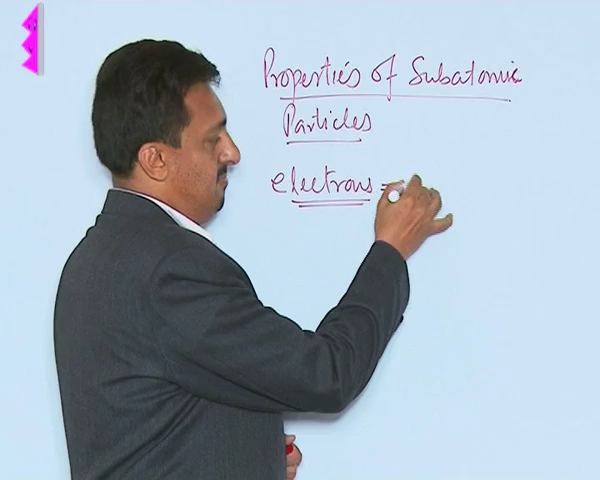 Properties of Subatomic
Particles
electrons =